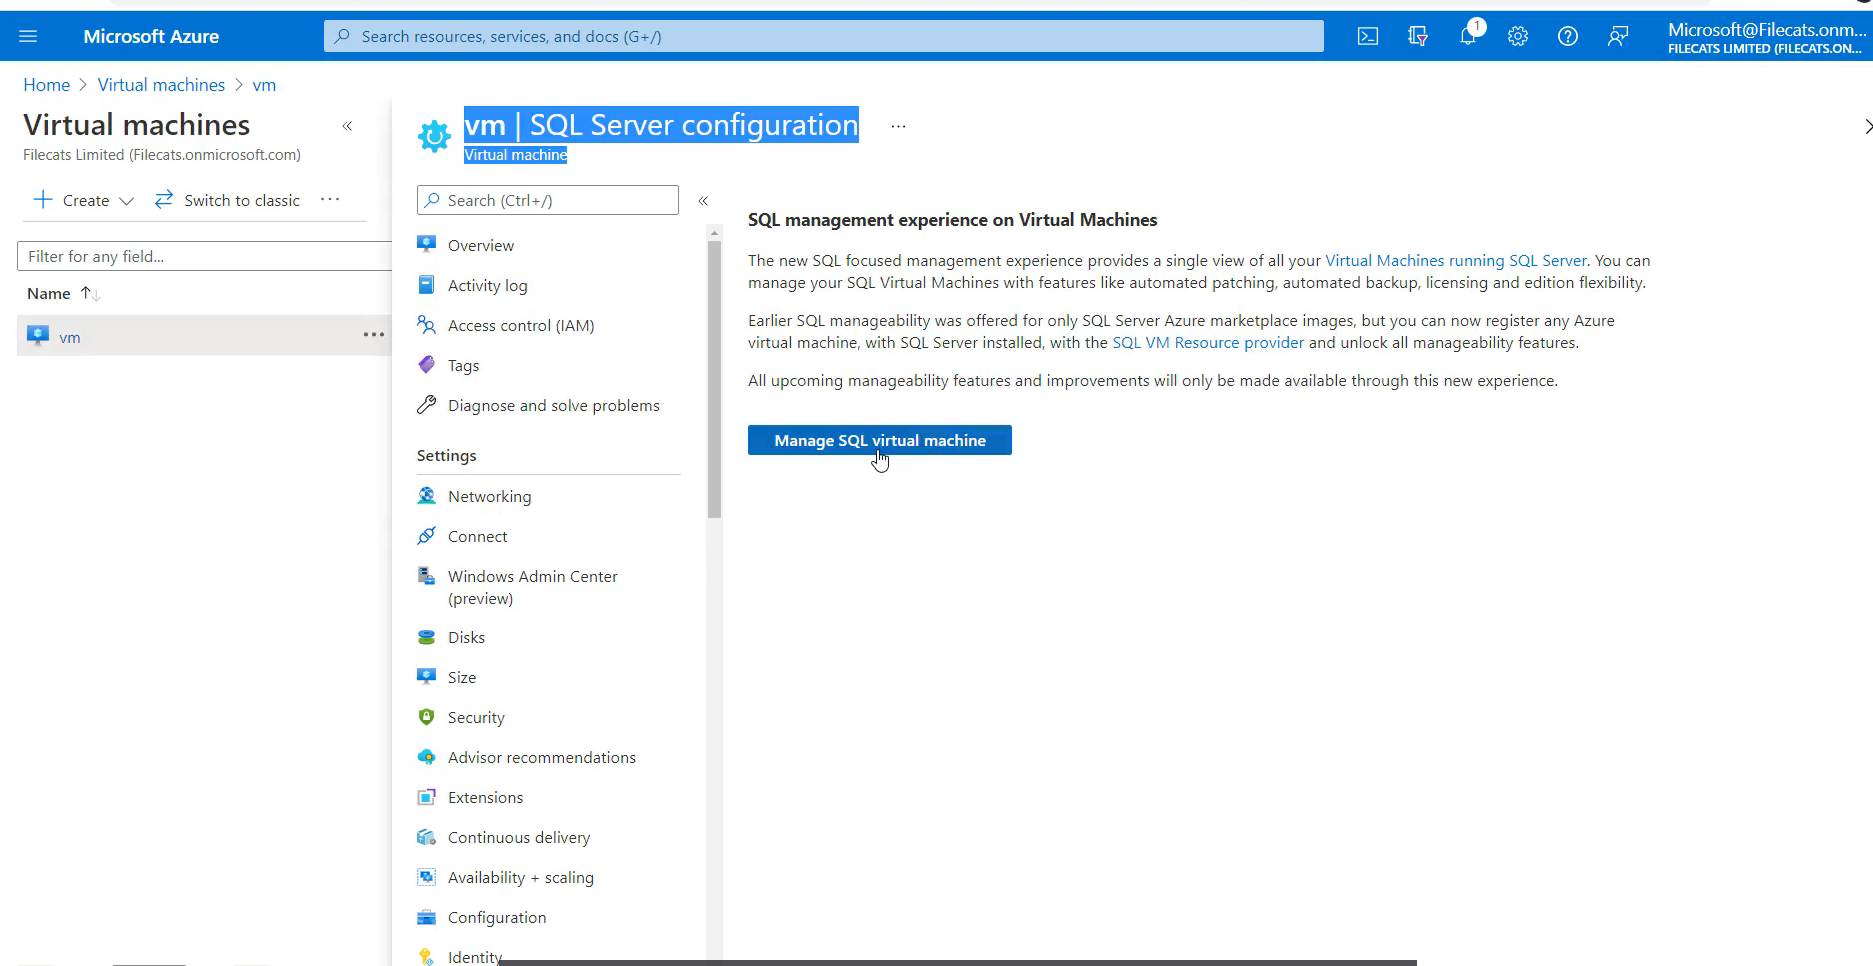 Microsoft Azure
Search resources, services, and docs (G+/)
1
Microsoft@Filecats.onm...
FILECATS LIMITED (FILECATS.ON...
Home > Virtual machines > vm
Virtual machines
Filecats Limited (Filecats.onmicrosoft.com)
Create
Switch to classic
...
Filter for any field...
Name
vm
vm | SQL Server configuration
...
Virtual machine
Search (Ctrl+/)
Overview
Activity log
Access control (IAM)
Tags
Diagnose and solve problems
Settings
Networking
Connect
Windows Admin Center
(preview)
Disks
Size
Security
Advisor recommendations
Extensions
Continuous delivery
Availability + scaling
Configuration
Identity
SQL management experience on Virtual Machines
The new SQL focused management experience provides a single view of all your Virtual Machines running SQL Server. You can
manage your SQL Virtual Machines with features like automated patching, automated backup, licensing and edition flexibility.
Earlier SQL manageability was offered for only SQL Server Azure marketplace images, but you can now register any Azure
virtual machine, with SQL Server installed, with the SQL VM Resource provider and unlock all manageability features.
All upcoming manageability features and improvements will only be made available through this new experience.
Manage SQL virtual machine